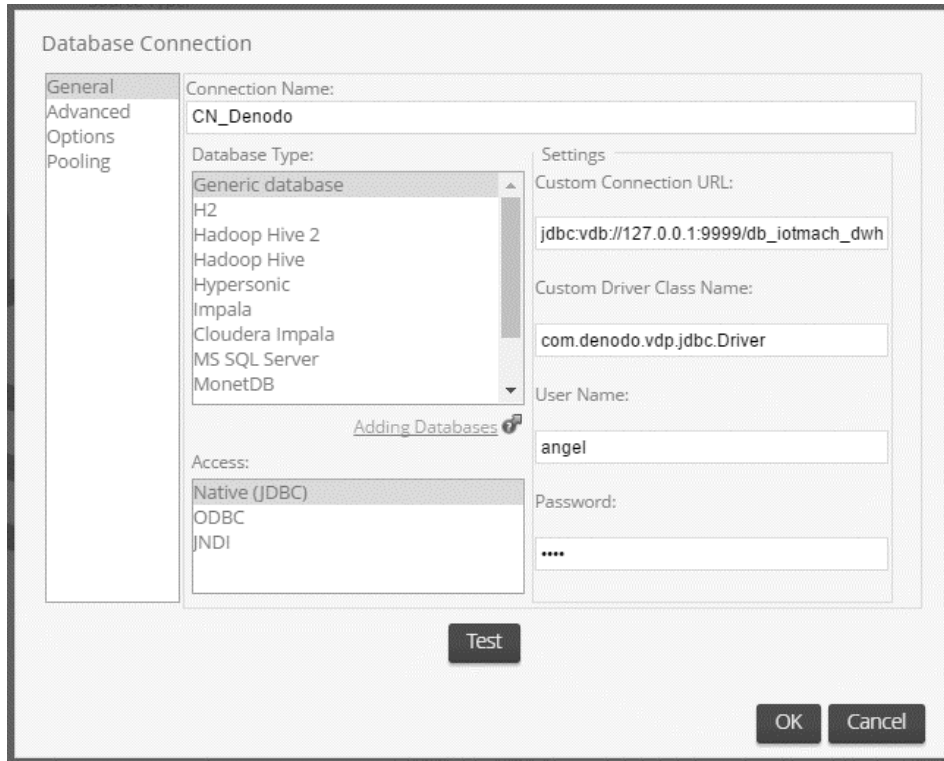 Database Connection
General
Advanced
Options
Pooling
Connection Name:
CN_Denodo
Database Type:
Generic database
H2
Hadoop Hive 2
Hadoop Hive
Hypersonic
Impala
Cloudera Impala
MS SQL Server
MonetDB
Adding Databases
Access:
Native (JDBC)
ODBC
JNDI
Settings
Custom Connection URL:
jdbc:vdb://127.0.0.1:9999/db_iotmach_dwh
Custom Driver Class Name:
com.denodo.vdp.jdbc.Driver
User Name:
angel
Password:
••••
Test
OK
Cancel